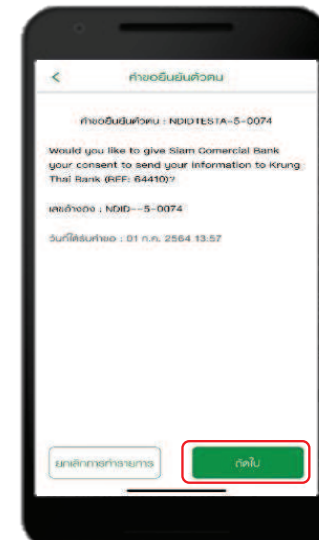 คำขอยืนยันตัวตน
คำขอยืนยันตัวตน : NDIDTESTA-5-0074
Would you like to give Siam Comercial Bank
your consent to send your information to Krung
Thai Bank (REF: 64410)?
เลขอ้างอิง : NDID--5-0074
วันที่ได้รับคำขอ : 01 ก.ค. 2564 13:57
ยกเลิกการทำรายการ
ถัดไป